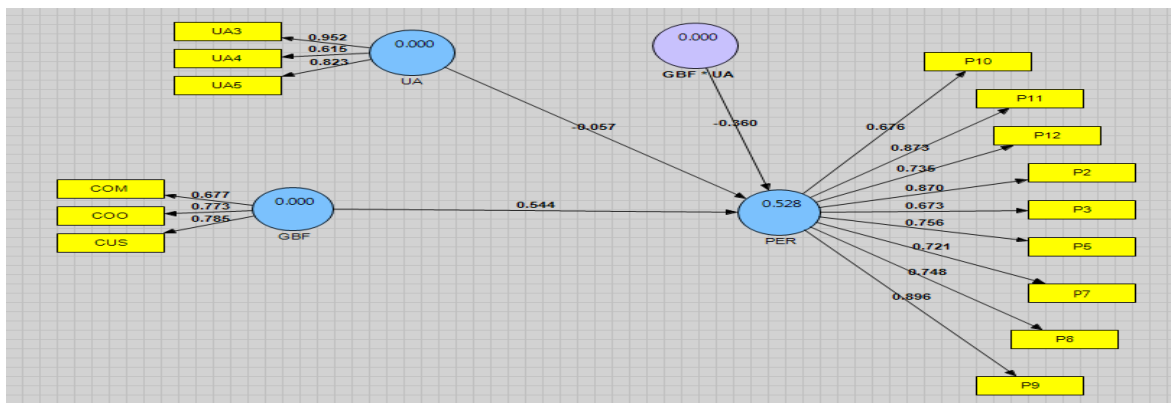 UA3
0.952
UA4
0.615
UA5
0.823
0.000
UA
0.000
GBF * UA
-0.057
-0.360
COM
0.677
COO
0.773
CUS
0.785
0.000
GBF
0.544
0.528
PER
P10
0.676
P11
0.873
P12
0.735
P2
0.870
P3
0.673
P5
0.756
P7
0.721
P8
0.748
P9
0.896